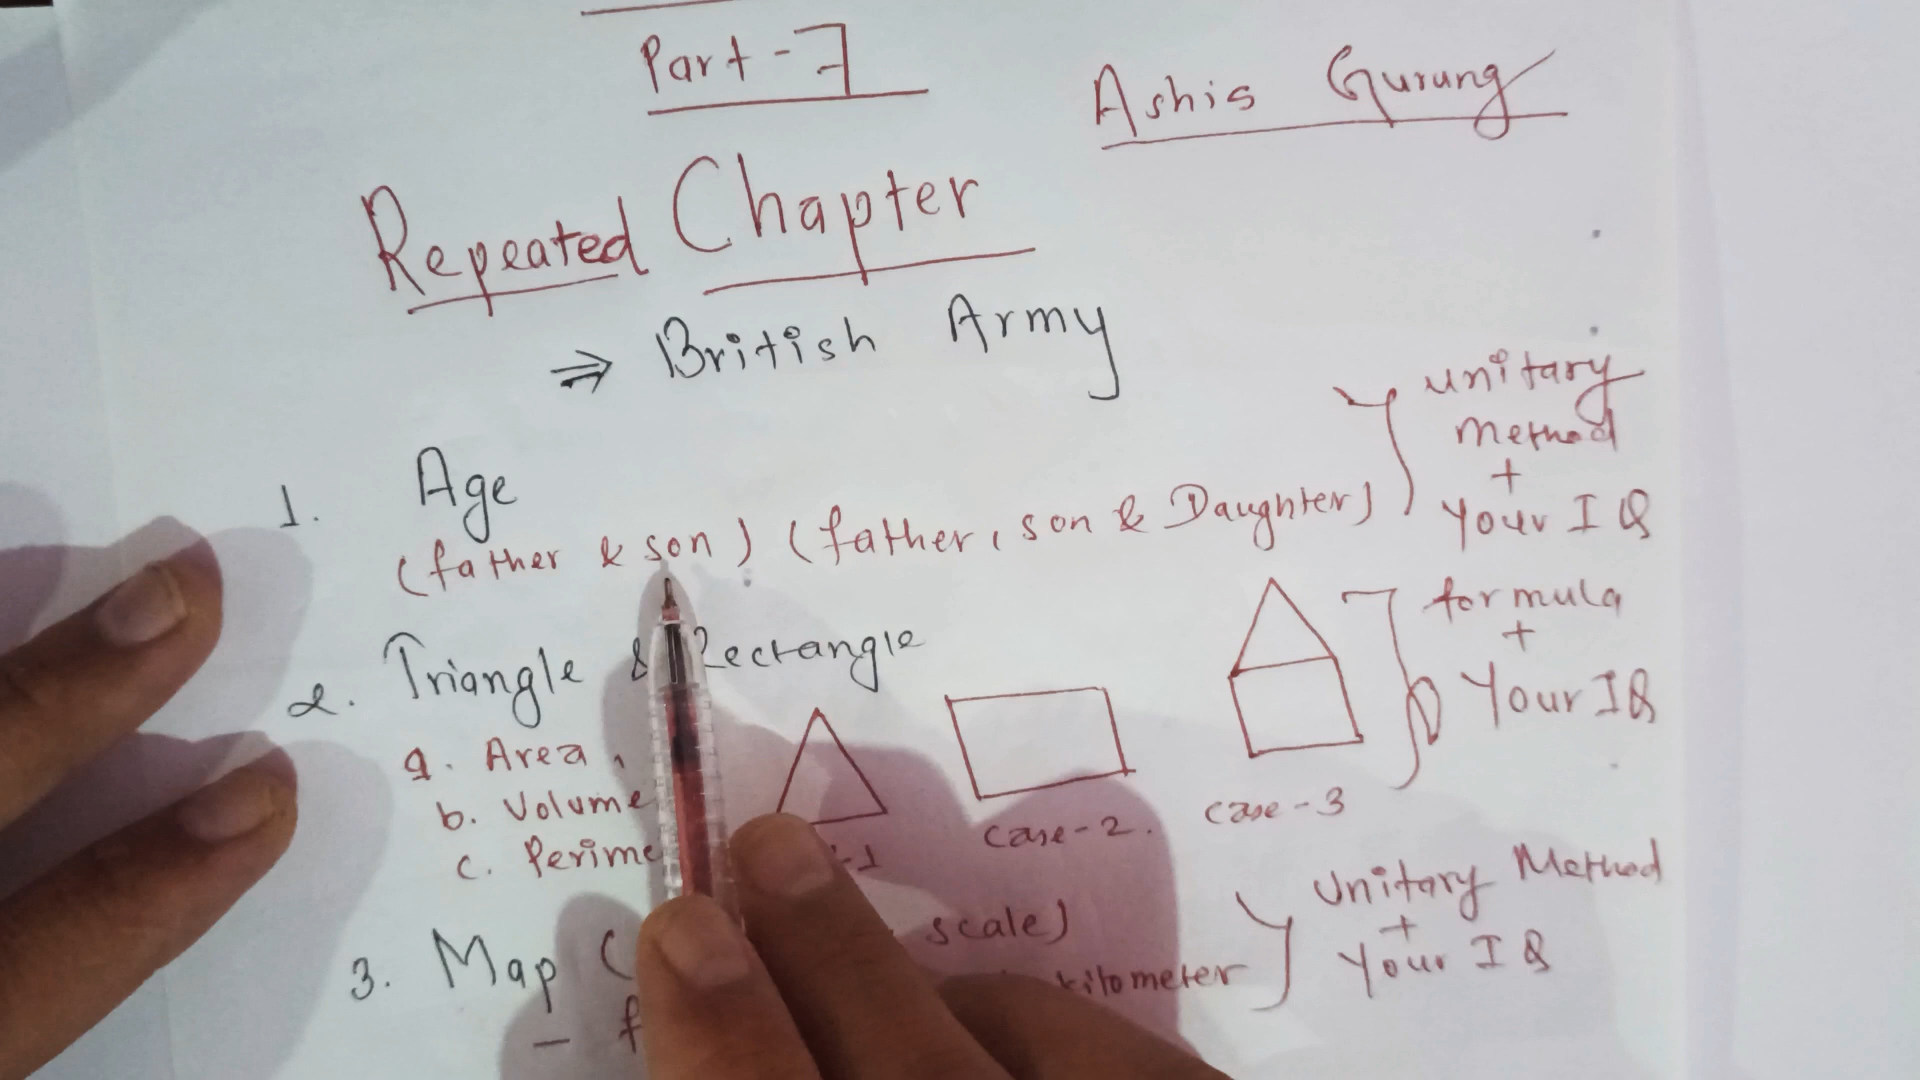 Part-7
Ashis Gurung
Repeated Chapter
⇒ British Army
1. Age
(father & son) (father, son & Daughter)
unitary
method
+
Your IQ
2. Triangle & Rectangle
a. Area,
b. Volume
c. Perime
case-2.
case-3
formula
+
Your IQ
3. Map ( scale)
kilometer
Unitary Method
+
Your IQ